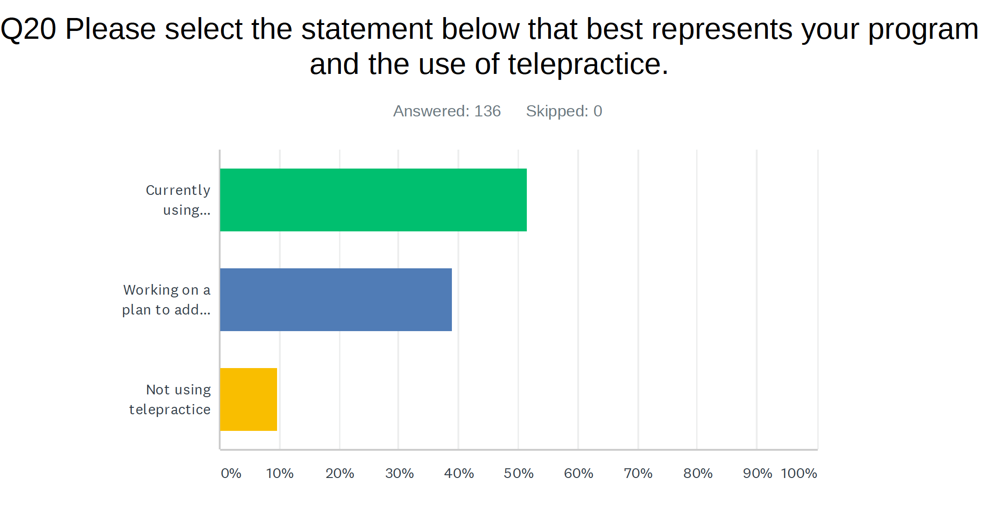 Q20 Please select the statement below that best represents your program
and the use of telepractice.
Answered: 136 Skipped: 0
Currently
using...
Working on a
plan to add...
Not using
telepractice
0% 10% 20% 30% 40% 50% 60% 70% 80% 90% 100%